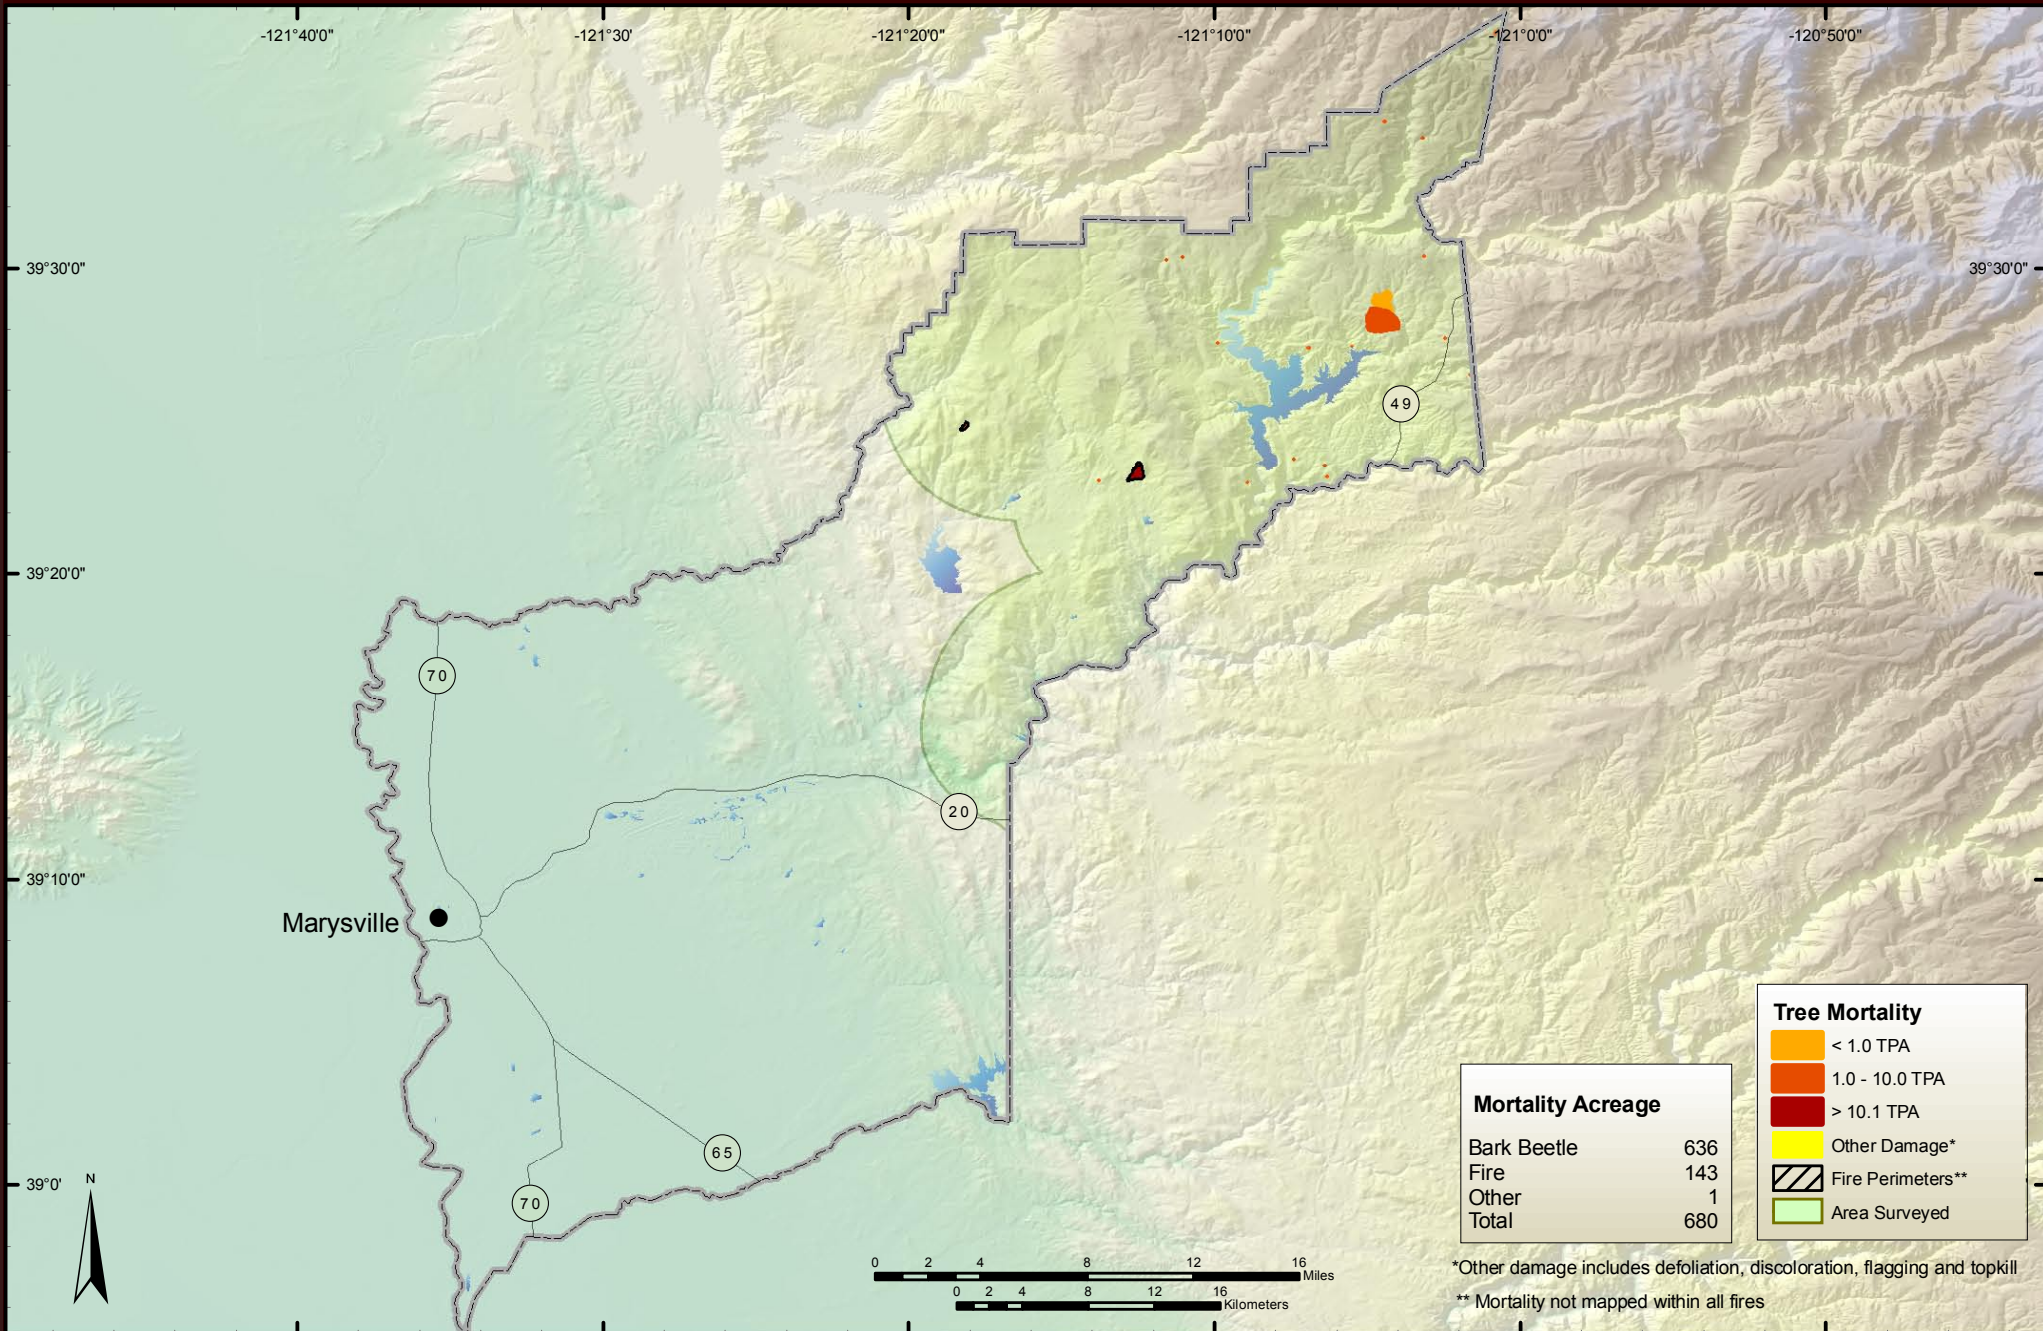 -121°40'0"
-121°30'
-121°20'0"
-121°10'0"
-121°0'0"
-120°50'0"
39°30'0"
39°30'0"
49
39°20'0"
70
20
39°10'0"
Marysville
Tree Mortality
< 1.0 TPA
1.0 - 10.0 TPA
> 10.1 TPA
Other Damage*
Fire Perimeters**
Area Surveyed
Mortality Acreage
Bark Beetle 636
Fire 143
Other 1
Total 680
65
39°0'
70
N
0 2 4 8 12 16
Miles
0 2 4 8 12 16
Kilometers
*Other damage includes defoliation, discoloration, flagging and topkill
** Mortality not mapped within all fires